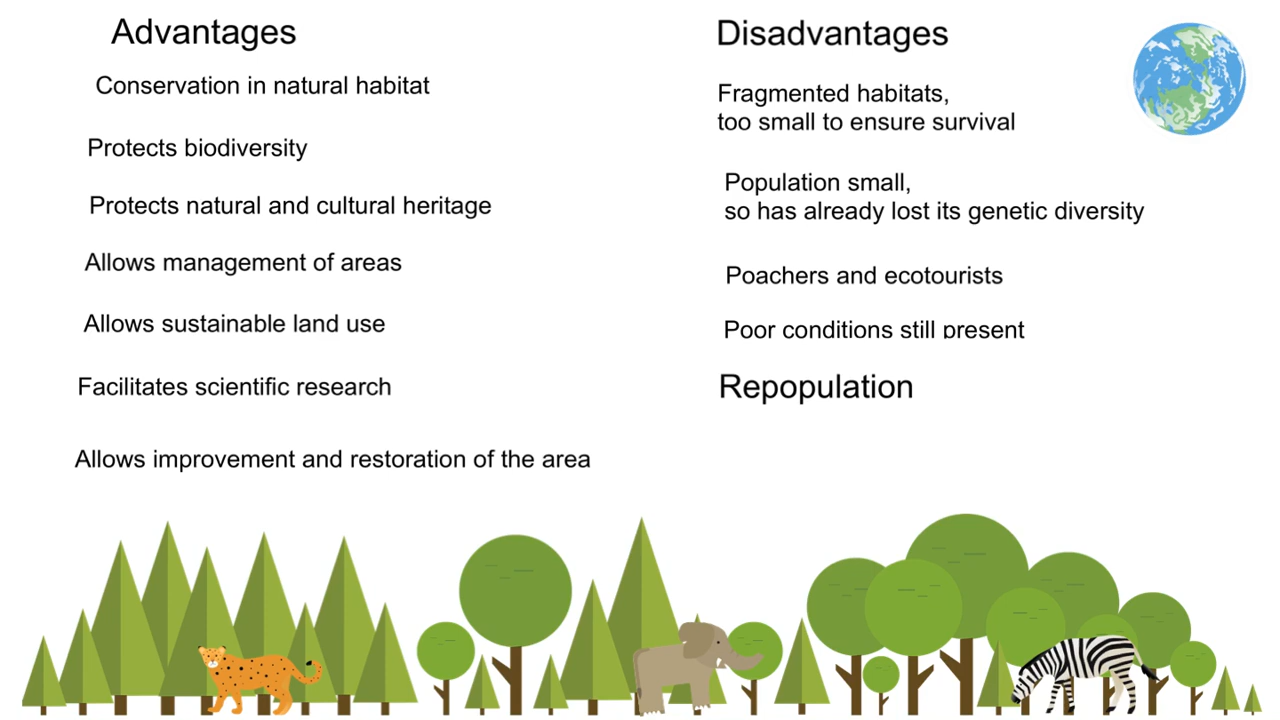 Advantages
Conservation in natural habitat
Protects biodiversity
Protects natural and cultural heritage
Allows management of areas
Allows sustainable land use
Facilitates scientific research
Allows improvement and restoration of the area
Disadvantages
Fragmented habitats,
too small to ensure survival
Population small,
so has already lost its genetic diversity
Poachers and ecotourists
Poor conditions still present
Repopulation